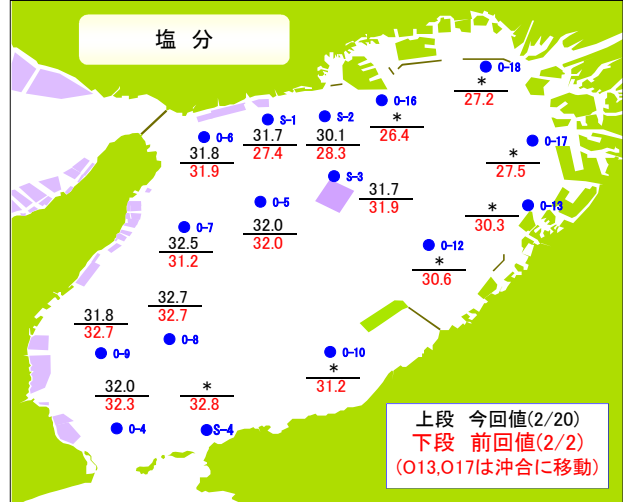 塩 分
O-18
*
27.2
O-16
*
26.4
S-1
31.7
27.4
S-2
30.1
28.3
O-6
31.8
31.9
O-17
*
27.5
S-3
31.7
31.9
O-5
32.0
32.0
O-13
*
30.3
O-7
32.5
31.2
O-12
*
30.6
32.7
32.7
O-8
31.8
32.7
O-9
O-10
*
31.2
32.0
32.3
O-4
*
32.8
S-4
上段 今回値(2/20)
下段 前回値(2/2)
(O13,O17は沖合に移動)